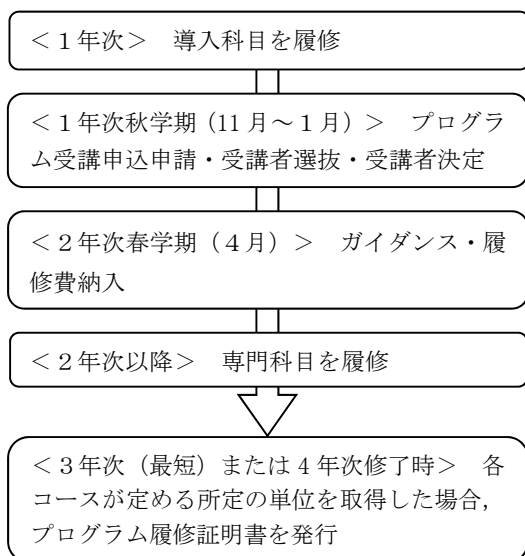 ＜１年次＞　導入科目を履修
＜１年次秋学期（11 月～１月）＞　プログラ
ム受講申込申請・受講者選抜・受講者決定
＜２年次春学期（４月）＞　ガイダンス・履
修費納入
＜２年次以降＞　専門科目を履修
＜３年次（最短）または 4 年次修了時＞　各
コースが定める所定の単位を取得した場合,
プログラム履修証明書を発行